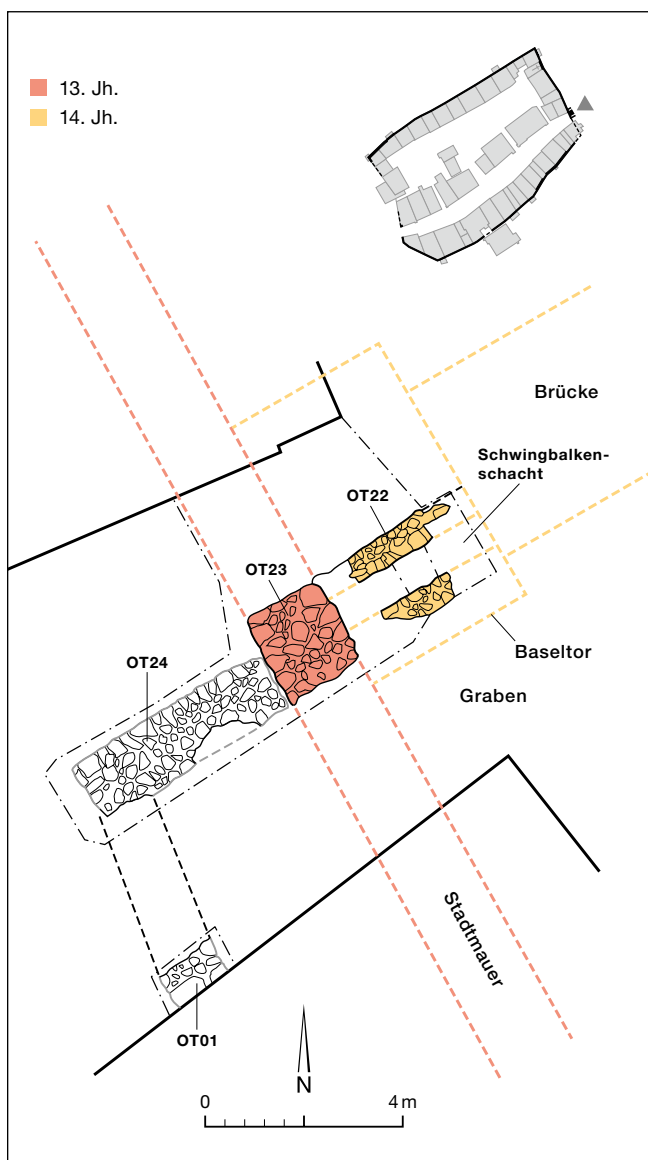 13. Jh.
14. Jh.
Brücke
Schwingbalken-
schacht
OT22
OT23
OT24
Baseltor
Graben
Stadtmauer
OT01
N
0
4 m